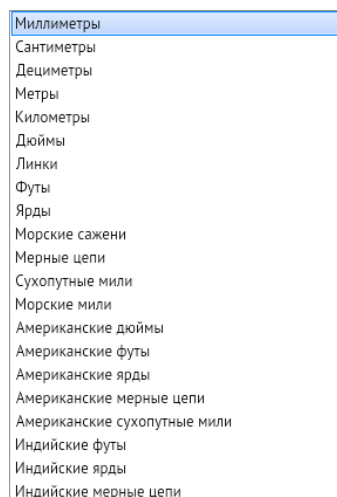 Миллиметры
Сантиметры
Дециметры
Метры
Километры
Дюймы
Линки
Футы
Ярды
Морские сажени
Мерные цепи
Сухопутные мили
Морские мили
Американские дюймы
Американские футы
Американские ярды
Американские мерные цепи
Американские сухопутные мили
Индийские футы
Индийские ярды
Индийские мерные цепи